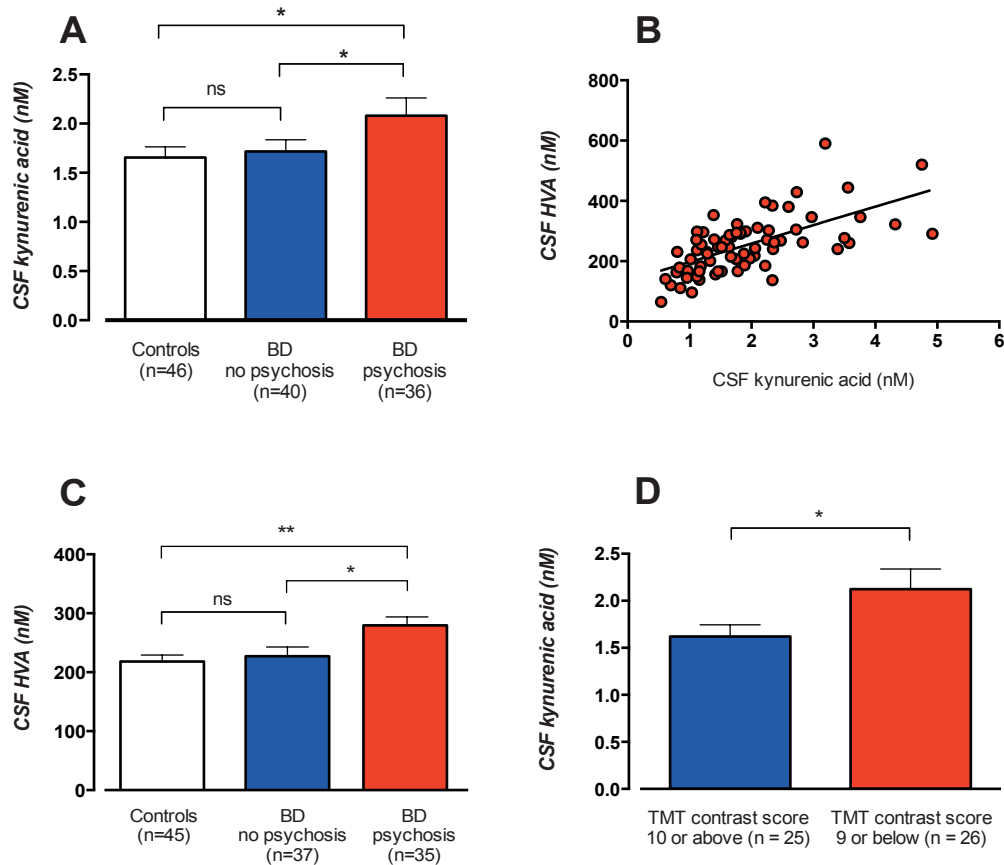 A
*
*
ns
CSF kynurenic acid (nM)
2.5
2.0
1.5
1.0
0.5
0.0
Controls
(n=46)
BD
no psychosis
(n=40)
BD
psychosis
(n=36)
B
CSF HVA
(nM)
800
600
400
200
0
0 1 2 3 4 5 6
CSF kynurenic acid (nM)
C
**
*
ns
CSF HVA (nM)
400
300
200
100
0
Controls
(n=45)
BD
no psychosis
(n=37)
BD
psychosis
(n=35)
D
*
CSF kynurenic acid (nM)
2.5
2.0
1.5
1.0
0.5
0.0
TMT contrast score
10 or above (n = 25)
TMT contrast score
9 or below (n = 26)